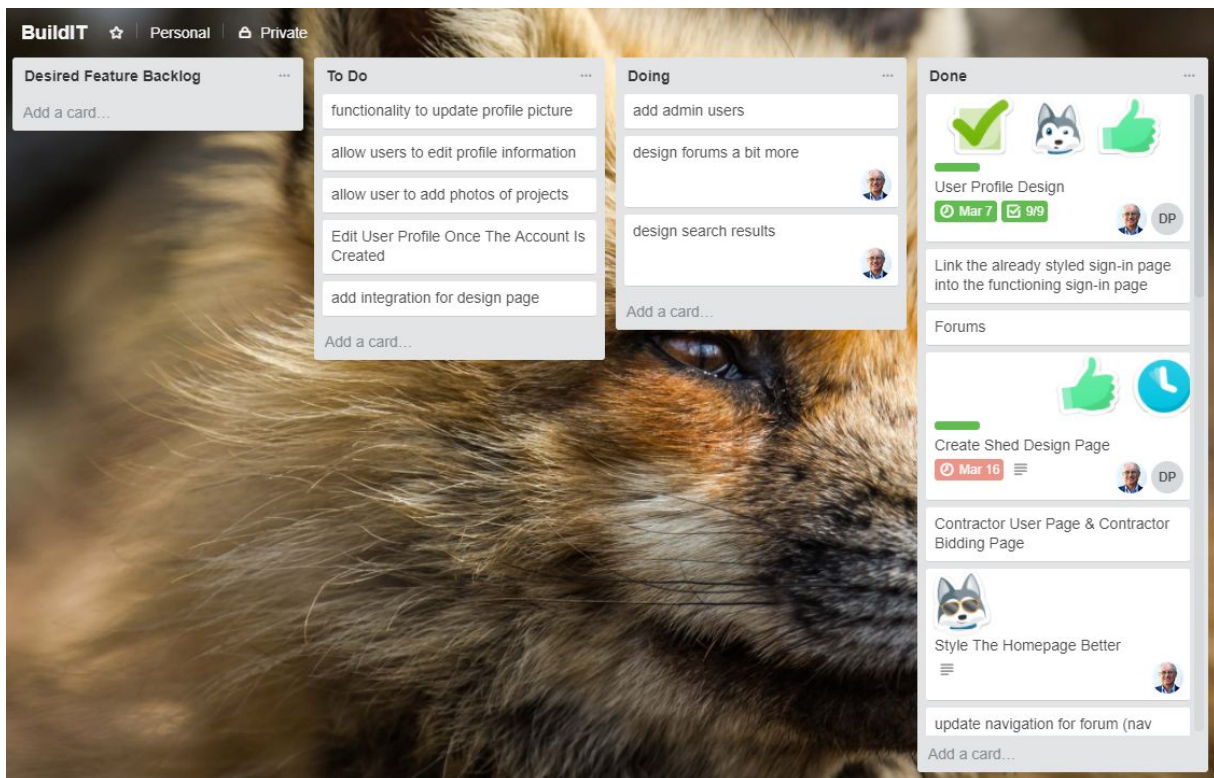 BuildIT Personal Private
Desired Feature Backlog
Add a card...
To Do
functionality to update profile picture
allow users to edit profile information
allow user to add photos of projects
Edit User Profile Once The Account Is
Created
add integration for design page
Add a card...
Doing
add admin users
design forums a bit more
design search results
Add a card...
Done
User Profile Design
Mar 7 9/9 DP
Link the already styled sign-in page
into the functioning sign-in page
Forums
Create Shed Design Page
Mar 16 DP
Contractor User Page & Contractor
Bidding Page
Style The Homepage Better
update navigation for forum (nav
Add a card...